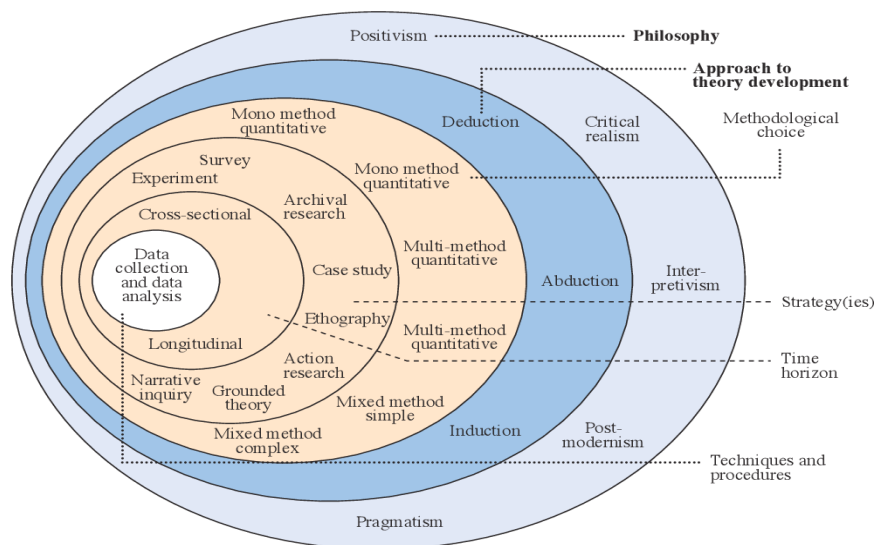 Positivism
Philosophy
Approach to
theory development
Mono method
quantitative
Deduction
Critical
realism
Methodological
choice
Survey
Experiment
Mono method
quantitative
Archival
research
Cross-sectional
Data
collection and
data analysis
Case study
Multi-method
quantitative
Abduction
Inter-
pretivism
Strategy(ies)
Ethography
Multi-method
quantitative
Longitudinal
Action
research
Time
horizon
Narrative
inquiry
Grounded
theory
Mixed method
simple
Mixed method
complex
Induction
Post-
modernism
Techniques and
procedures
Pragmatism